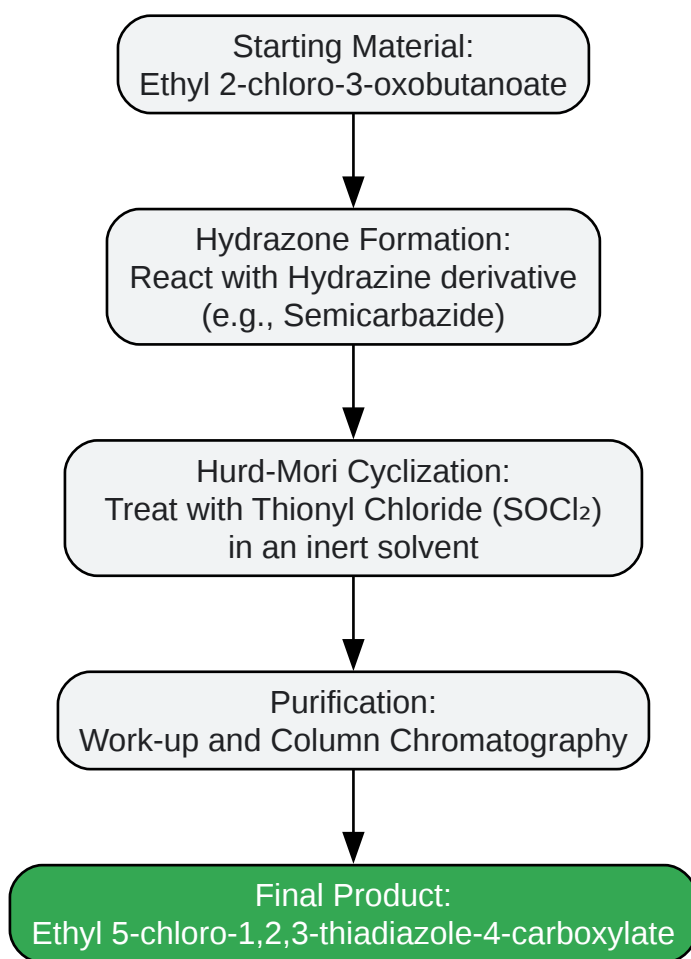 Starting Material:
Ethyl 2-chloro-3-oxobutanoate
Hydrazone Formation:
React with Hydrazine derivative
(e.g., Semicarbazide)
Hurd-Mori Cyclization:
Treat with Thionyl Chloride (SOCl₂)
in an inert solvent
Purification:
Work-up and Column Chromatography
Final Product:
Ethyl 5-chloro-1,2,3-thiadiazole-4-carboxylate